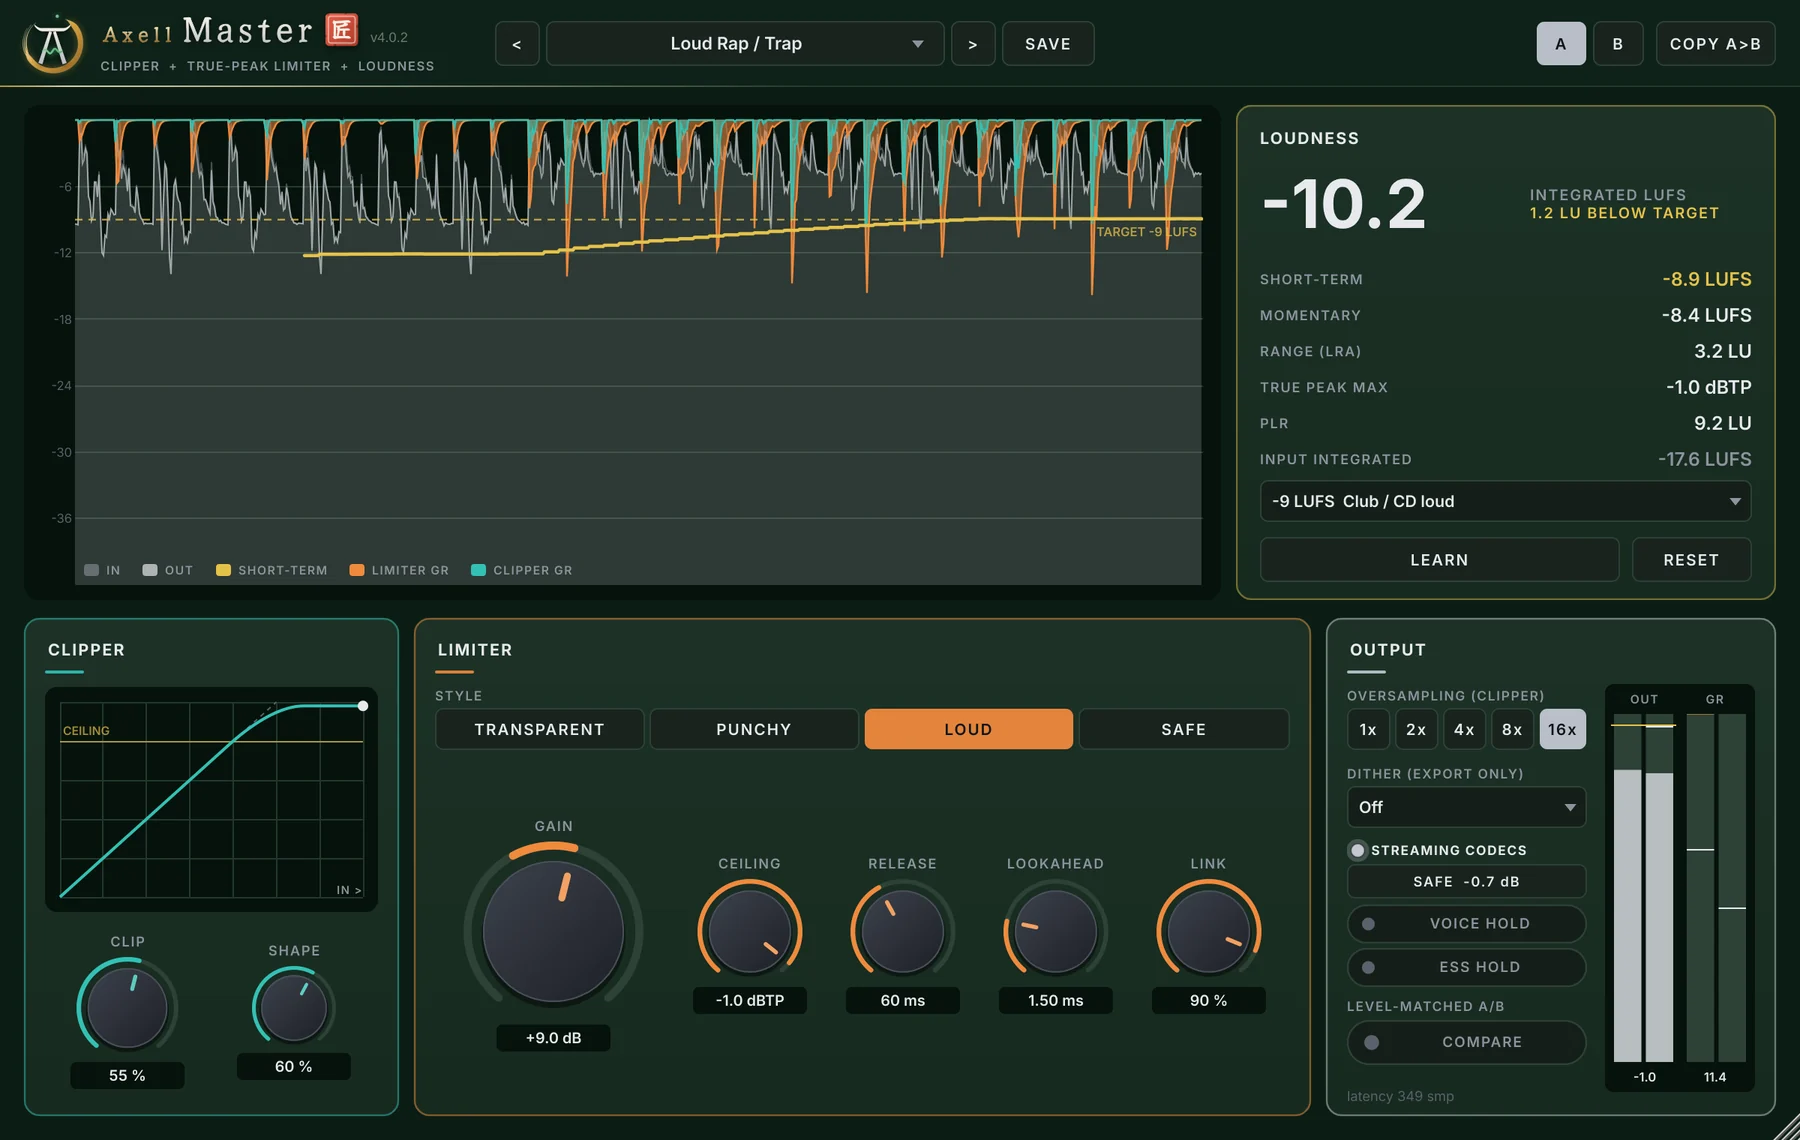 Axell Master 匠 v4.0.2
CLIPPER + TRUE-PEAK LIMITER + LOUDNESS
< Loud Rap / Trap > SAVE
A B COPY A>B
-6
-12
-18
-24
-30
-36
TARGET -9 LUFS
IN OUT SHORT-TERM LIMITER GR CLIPPER GR
LOUDNESS
-10.2
INTEGRATED LUFS
1.2 LU BELOW TARGET
SHORT-TERM -8.9 LUFS
MOMENTARY -8.4 LUFS
RANGE (LRA) 3.2 LU
TRUE PEAK MAX -1.0 dBTP
PLR 9.2 LU
INPUT INTEGRATED -17.6 LUFS
-9 LUFS Club / CD loud
LEARN RESET
CLIPPER
CEILING
IN >
CLIP SHAPE
55 % 60 %
LIMITER
STYLE
TRANSPARENT PUNCHY LOUD SAFE
GAIN
+9.0 dB
CEILING RELEASE LOOKAHEAD LINK
-1.0 dBTP 60 ms 1.50 ms 90 %
OUTPUT
OVERSAMPLING (CLIPPER)
1x 2x 4x 8x 16x
DITHER (EXPORT ONLY)
Off
STREAMING CODECS
SAFE -0.7 dB
VOICE HOLD
ESS HOLD
LEVEL-MATCHED A/B
COMPARE
latency 349 smp
OUT GR
-1.0 11.4